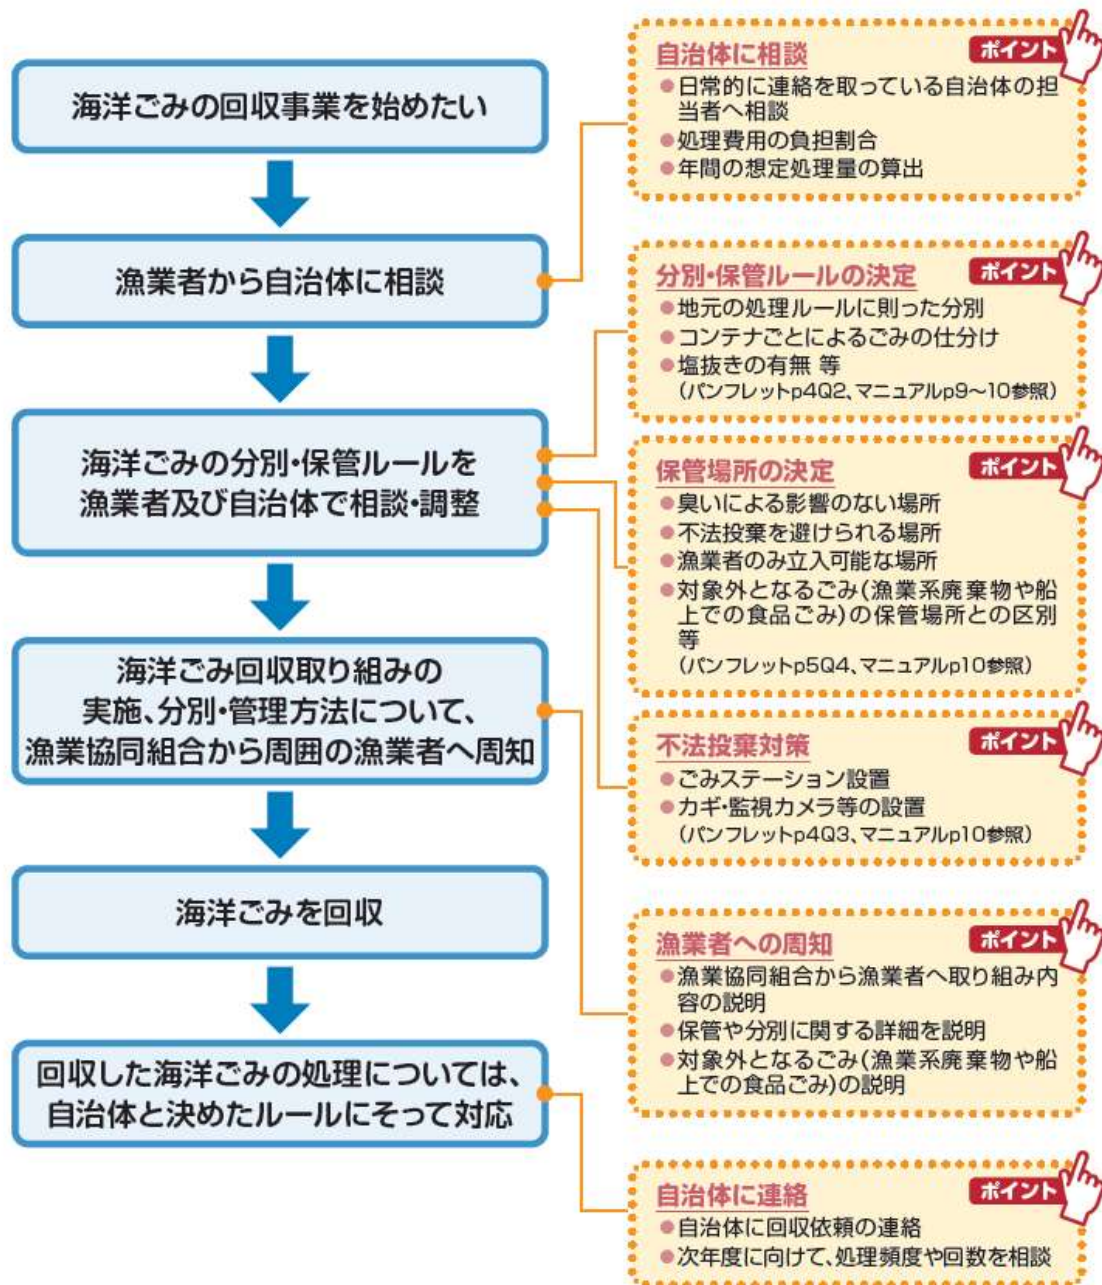 海洋ごみの回収事業を始めたい
漁業者から自治体に相談
海洋ごみの分別・保管ルールを
漁業者及び自治体で相談・調整
海洋ごみ回収取り組みの
実施、分別・管理方法について、
漁業協同組合から周囲の漁業者へ周知
海洋ごみを回収
回収した海洋ごみの処理については、
自治体と決めたルールにそって対応
自治体に相談
ポイント
●日常的に連絡を取っている自治体の担
当者へ相談
●処理費用の負担割合
●年間の想定処理量の算出
分別・保管ルールの決定
ポイント
●地元の処理ルールに則った分別
●コンテナごとによるごみの仕分け
●塩抜きの有無 等
(パンフレットp4Q2、マニュアルp9〜10参照)
保管場所の決定
ポイント
●臭いによる影響のない場所
●不法投棄を避けられる場所
●漁業者のみ立入可能な場所
●対象外となるごみ(漁業系廃棄物や船
上での食品ごみ)の保管場所との区別
等
(パンフレットp5Q4、マニュアルp10参照)
不法投棄対策
ポイント
●ごみステーション設置
●カギ・監視カメラ等の設置
(パンフレットp4Q3、マニュアルp10参照)
漁業者への周知
ポイント
●漁業協同組合から漁業者へ取り組み内
容の説明
●保管や分別に関する詳細を説明
●対象外となるごみ(漁業系廃棄物や船
上での食品ごみ)の説明
自治体に連絡
ポイント
●自治体に回収依頼の連絡
●次年度に向けて、処理頻度や回数を相談